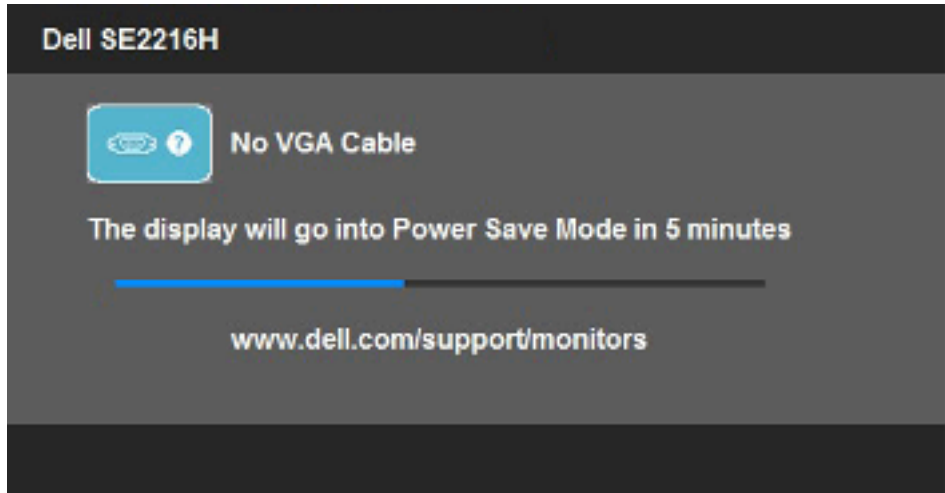 Dell SE2216H
? No VGA Cable
The display will go into Power Save Mode in 5 minutes
www.dell.com/support/monitors